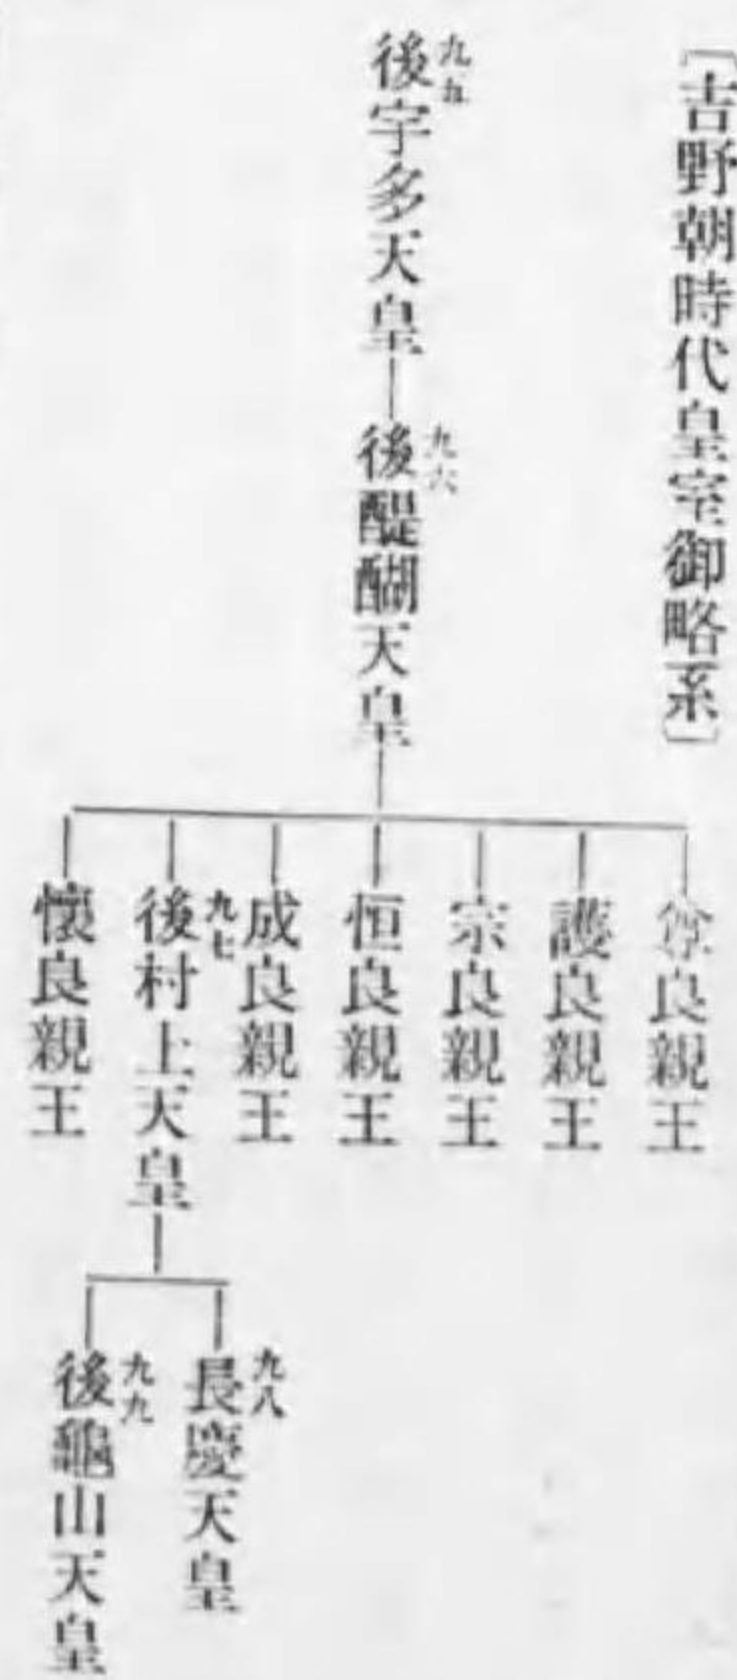 〔吉野朝時代皇室御略系〕
九五
後宇多天皇
九六
後醍醐天皇
尊良親王
護良親王
宗良親王
恒良親王
成良親王
九七
後村上天皇
懷良親王
九八
長慶天皇
九九
後龜山天皇